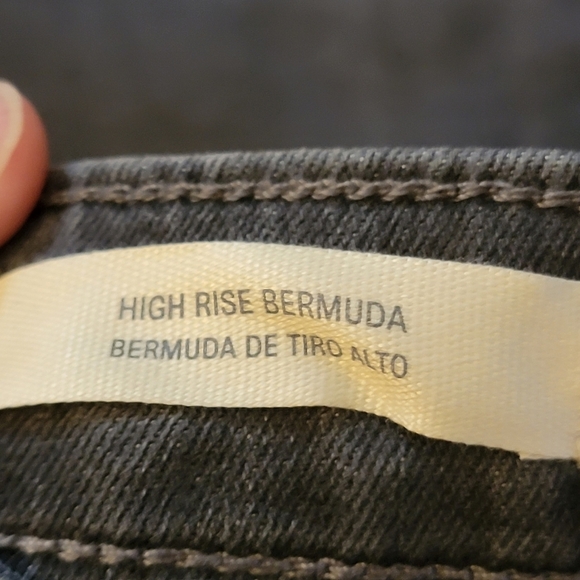 HIGH RISE BERMUDA
BERMUDA DE TIRO ALTO